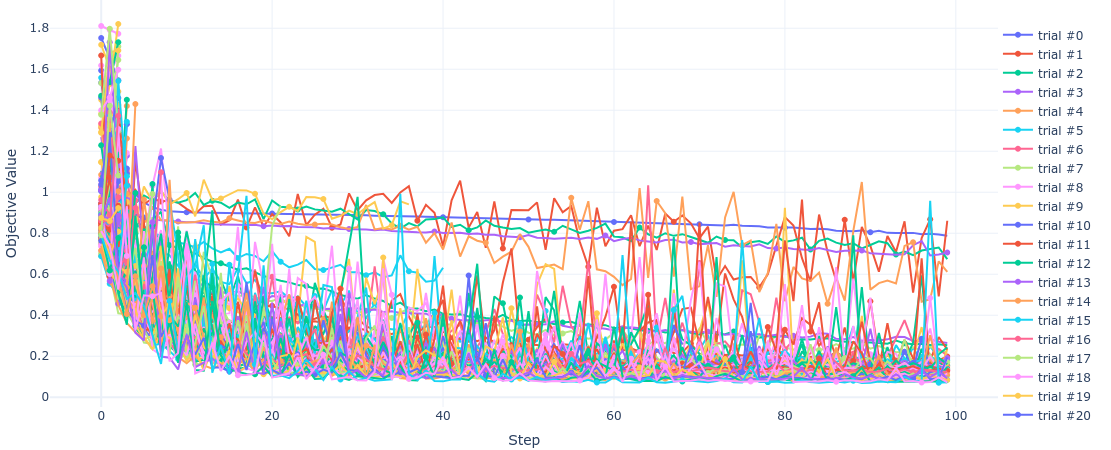 1.8
1.6
1.4
1.2
1
0.8
0.6
0.4
0.2
0
Objective Value
0
20
40
60
80
100
Step
trial #0
trial #1
trial #2
trial #3
trial #4
trial #5
trial #6
trial #7
trial #8
trial #9
trial #10
trial #11
trial #12
trial #13
trial #14
trial #15
trial #16
trial #17
trial #18
trial #19
trial #20